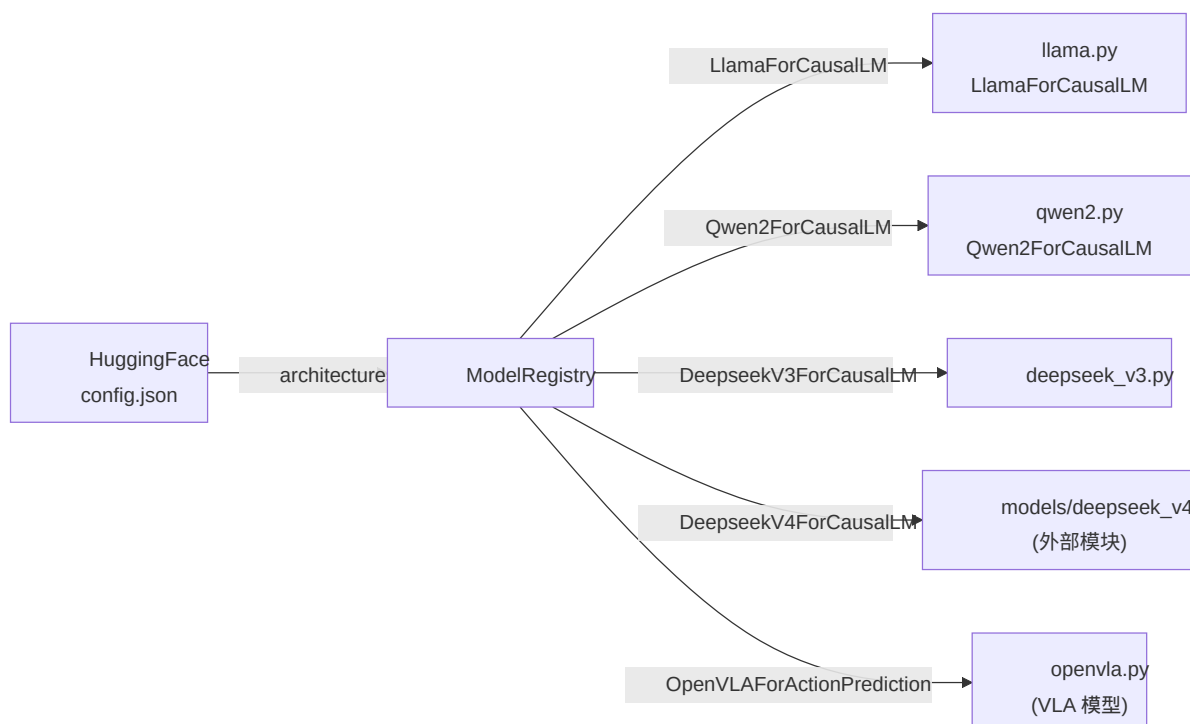 LlamaForCausalLM
llama.py
LlamaForCausalLM
Qwen2ForCausalLM
qwen2.py
Qwen2ForCausalLM
HuggingFace
config.json
architecture
ModelRegistry
DeepseekV3ForCausalLM
deepseek_v3.py
DeepseekV4ForCausalLM
models/deepseek_v4
(外部模块)
OpenVLAForActionPrediction
openvla.py
(VLA 模型)